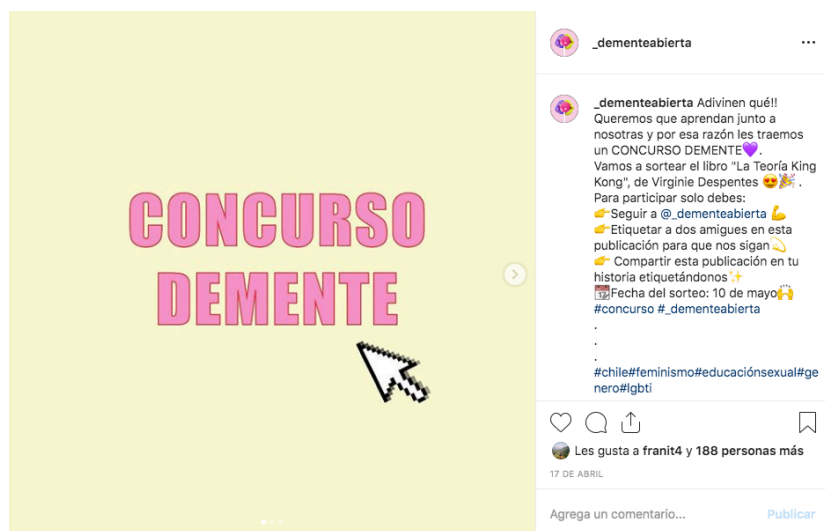 CONCURSO
DEMENTE
_dementeabierta
_dementeabierta Adivinen qué!!
Queremos que aprendan junto a
nosotras y por esa razón les traemos
un CONCURSO DEMENTE💜.
Vamos a sortear el libro "La Teoría King
Kong", de Virginie Despentes 😍🎉 .
Para participar solo debes:
👉Seguir a @_dementeabierta 💪
👉Etiquetar a dos amigues en esta
publicación para que nos sigan💫
👉 Compartir esta publicación en tu
historia etiquetándonos✨
📆Fecha del sorteo: 10 de mayo🙌
#concurso #_dementeabierta
.
.
.
#chile#feminismo#educaciónsexual#ge
nero#lgbti
Les gusta a franit4 y 188 personas más
17 DE ABRIL
Agrega un comentario... Publicar